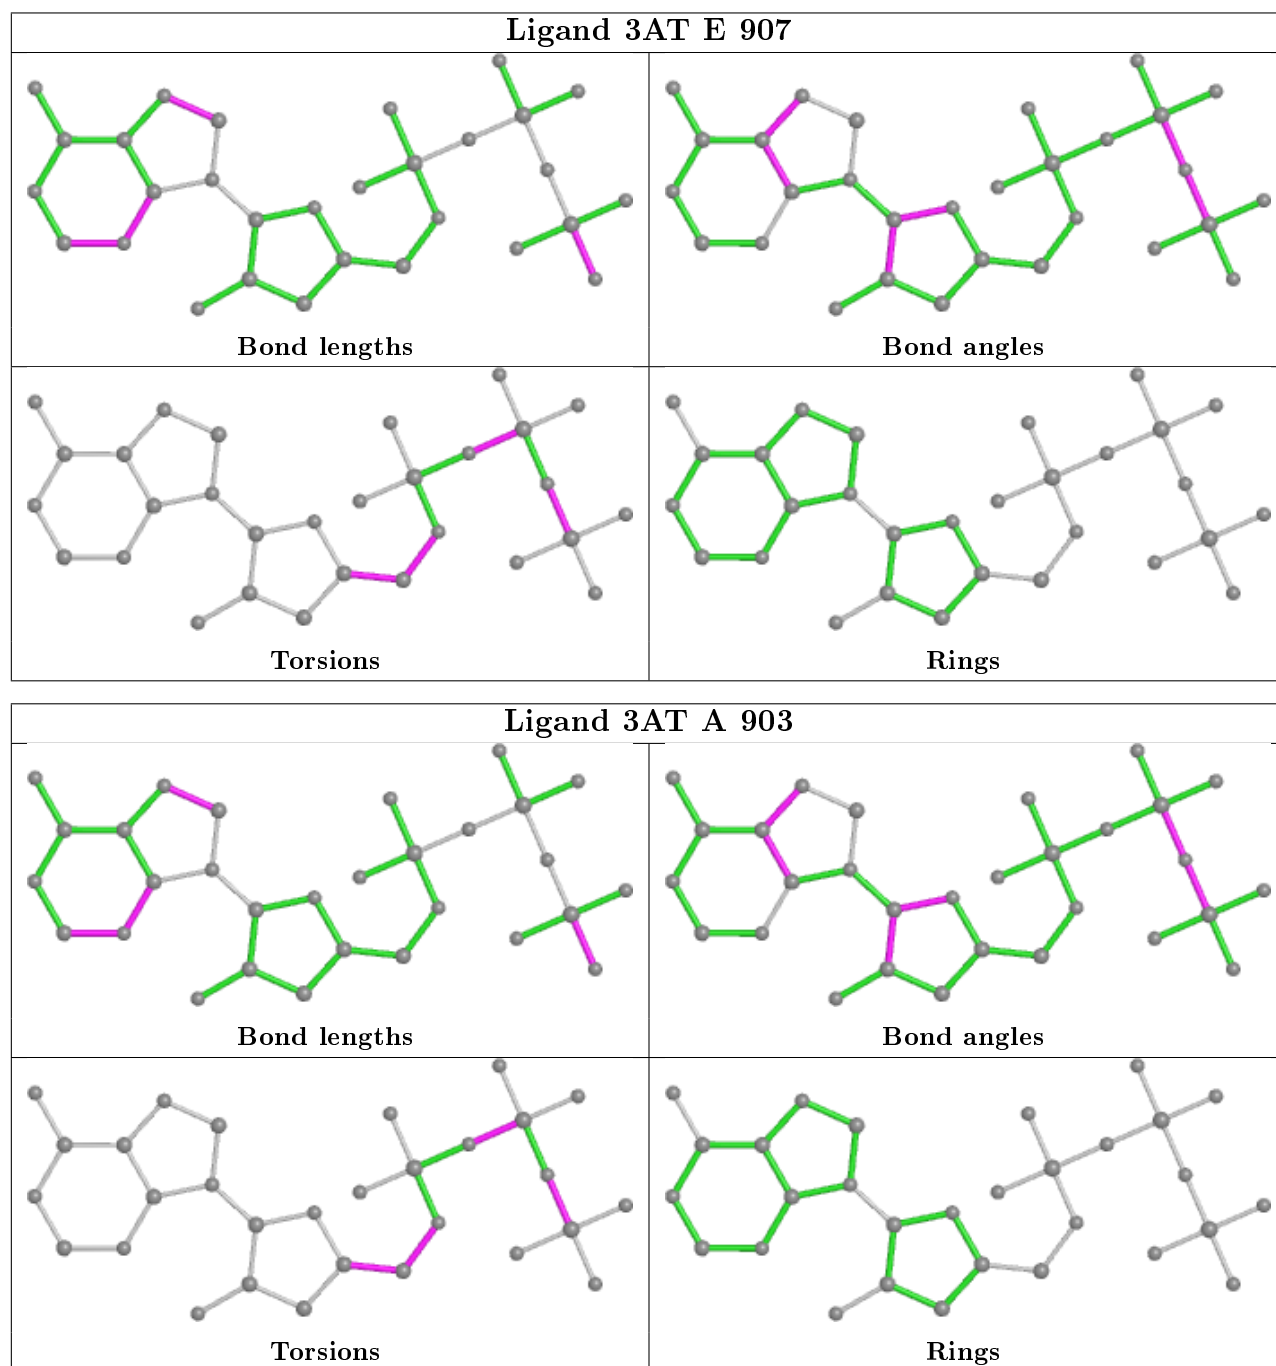 Ligand 3AT E 907
Bond lengths
Bond angles
Torsions
Rings
Ligand 3AT A 903
Bond lengths
Bond angles
Torsions
Rings